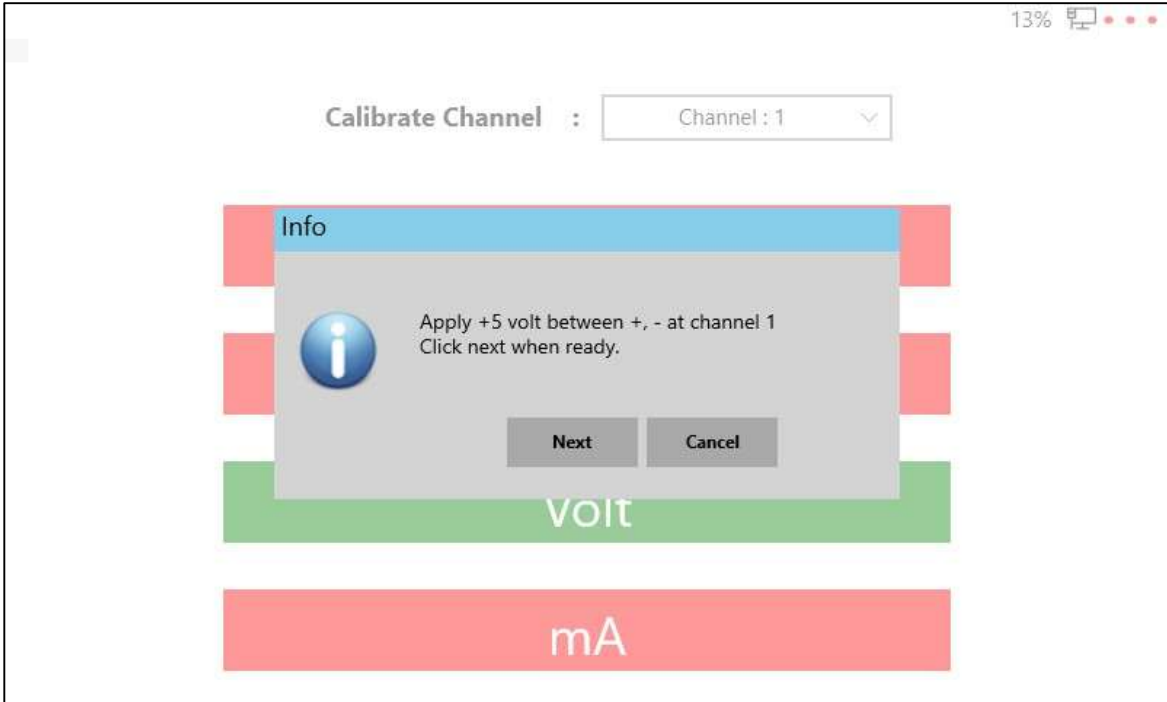 13%
Calibrate Channel : Channel : 1
Info
Apply +5 volt between +, - at channel 1
Click next when ready.
Next Cancel
Volt
mA